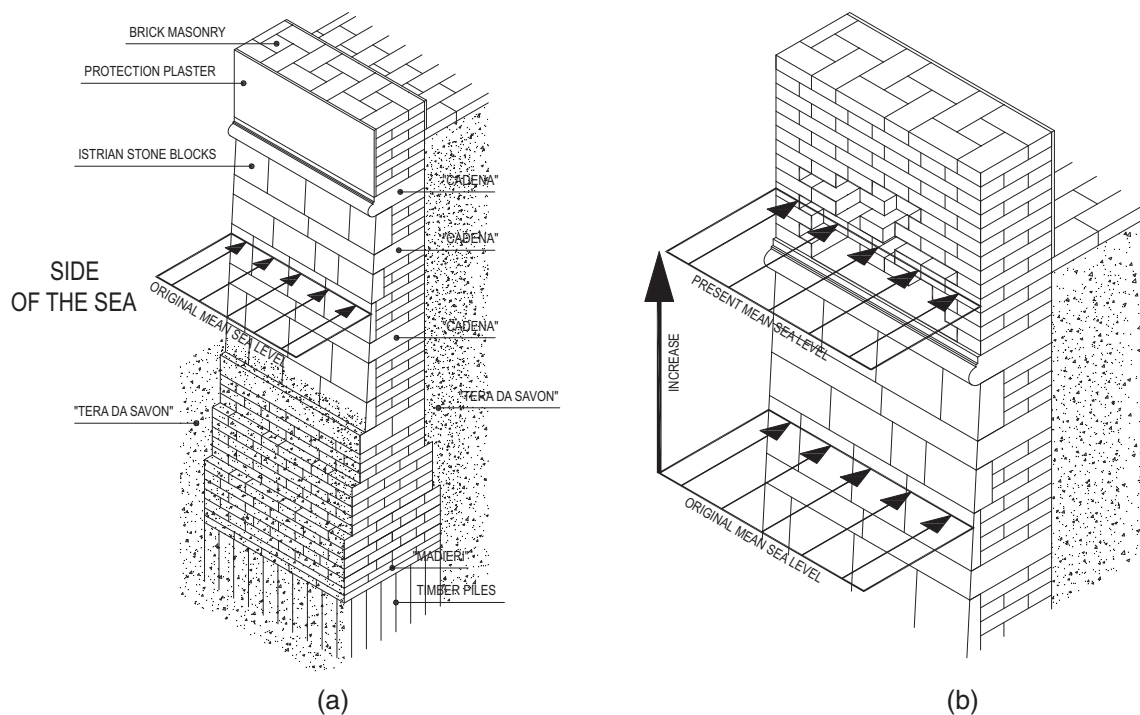 BRICK MASONRY
PROTECTION PLASTER
ISTRIAN STONE BLOCKS
"CADENA"
"CADENA"
SIDE
OF THE SEA
ORIGINAL MEAN SEA LEVEL
"CADENA"
"TERA DA SAVON"
"TERA DA SAVON"
"MADIERI"
TIMBER PILES
(a)
PRESENT MEAN SEA LEVEL
INCREASE
ORIGINAL MEAN SEA LEVEL
(b)